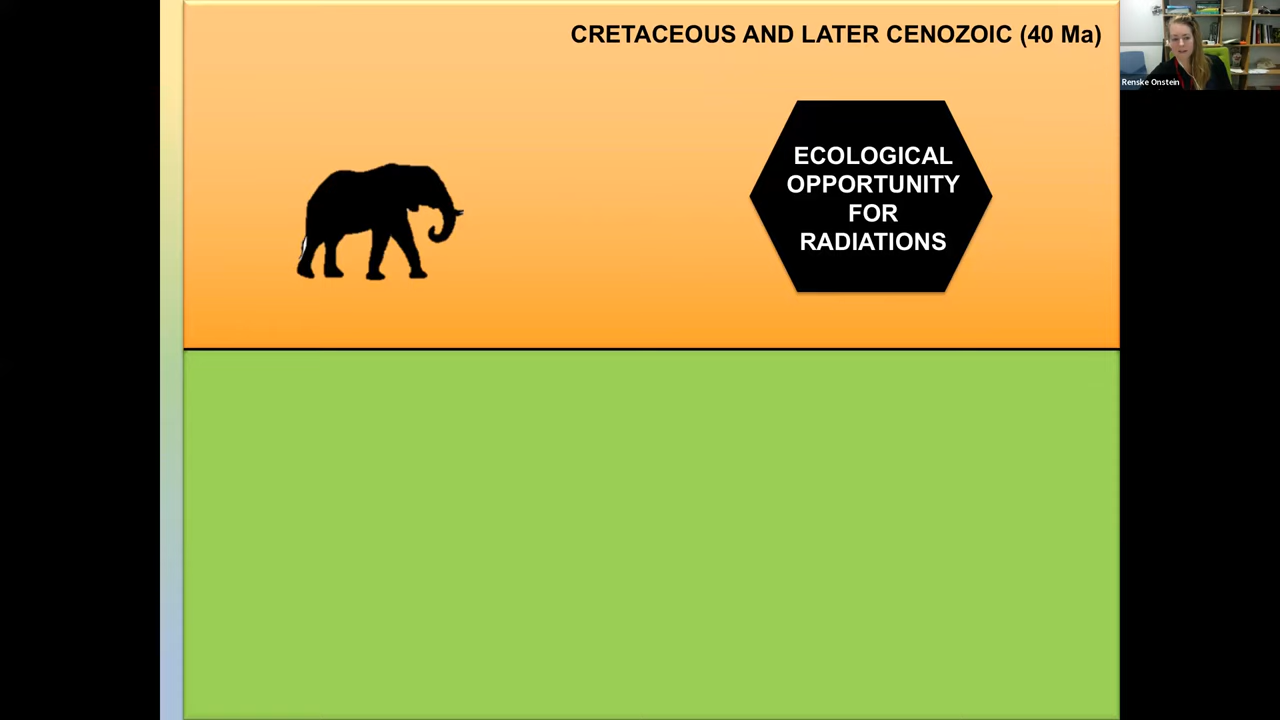 CRETACEOUS AND LATER CENOZOIC (40 Ma)
ECOLOGICAL
OPPORTUNITY
FOR
RADIATIONS
Renske Onstein